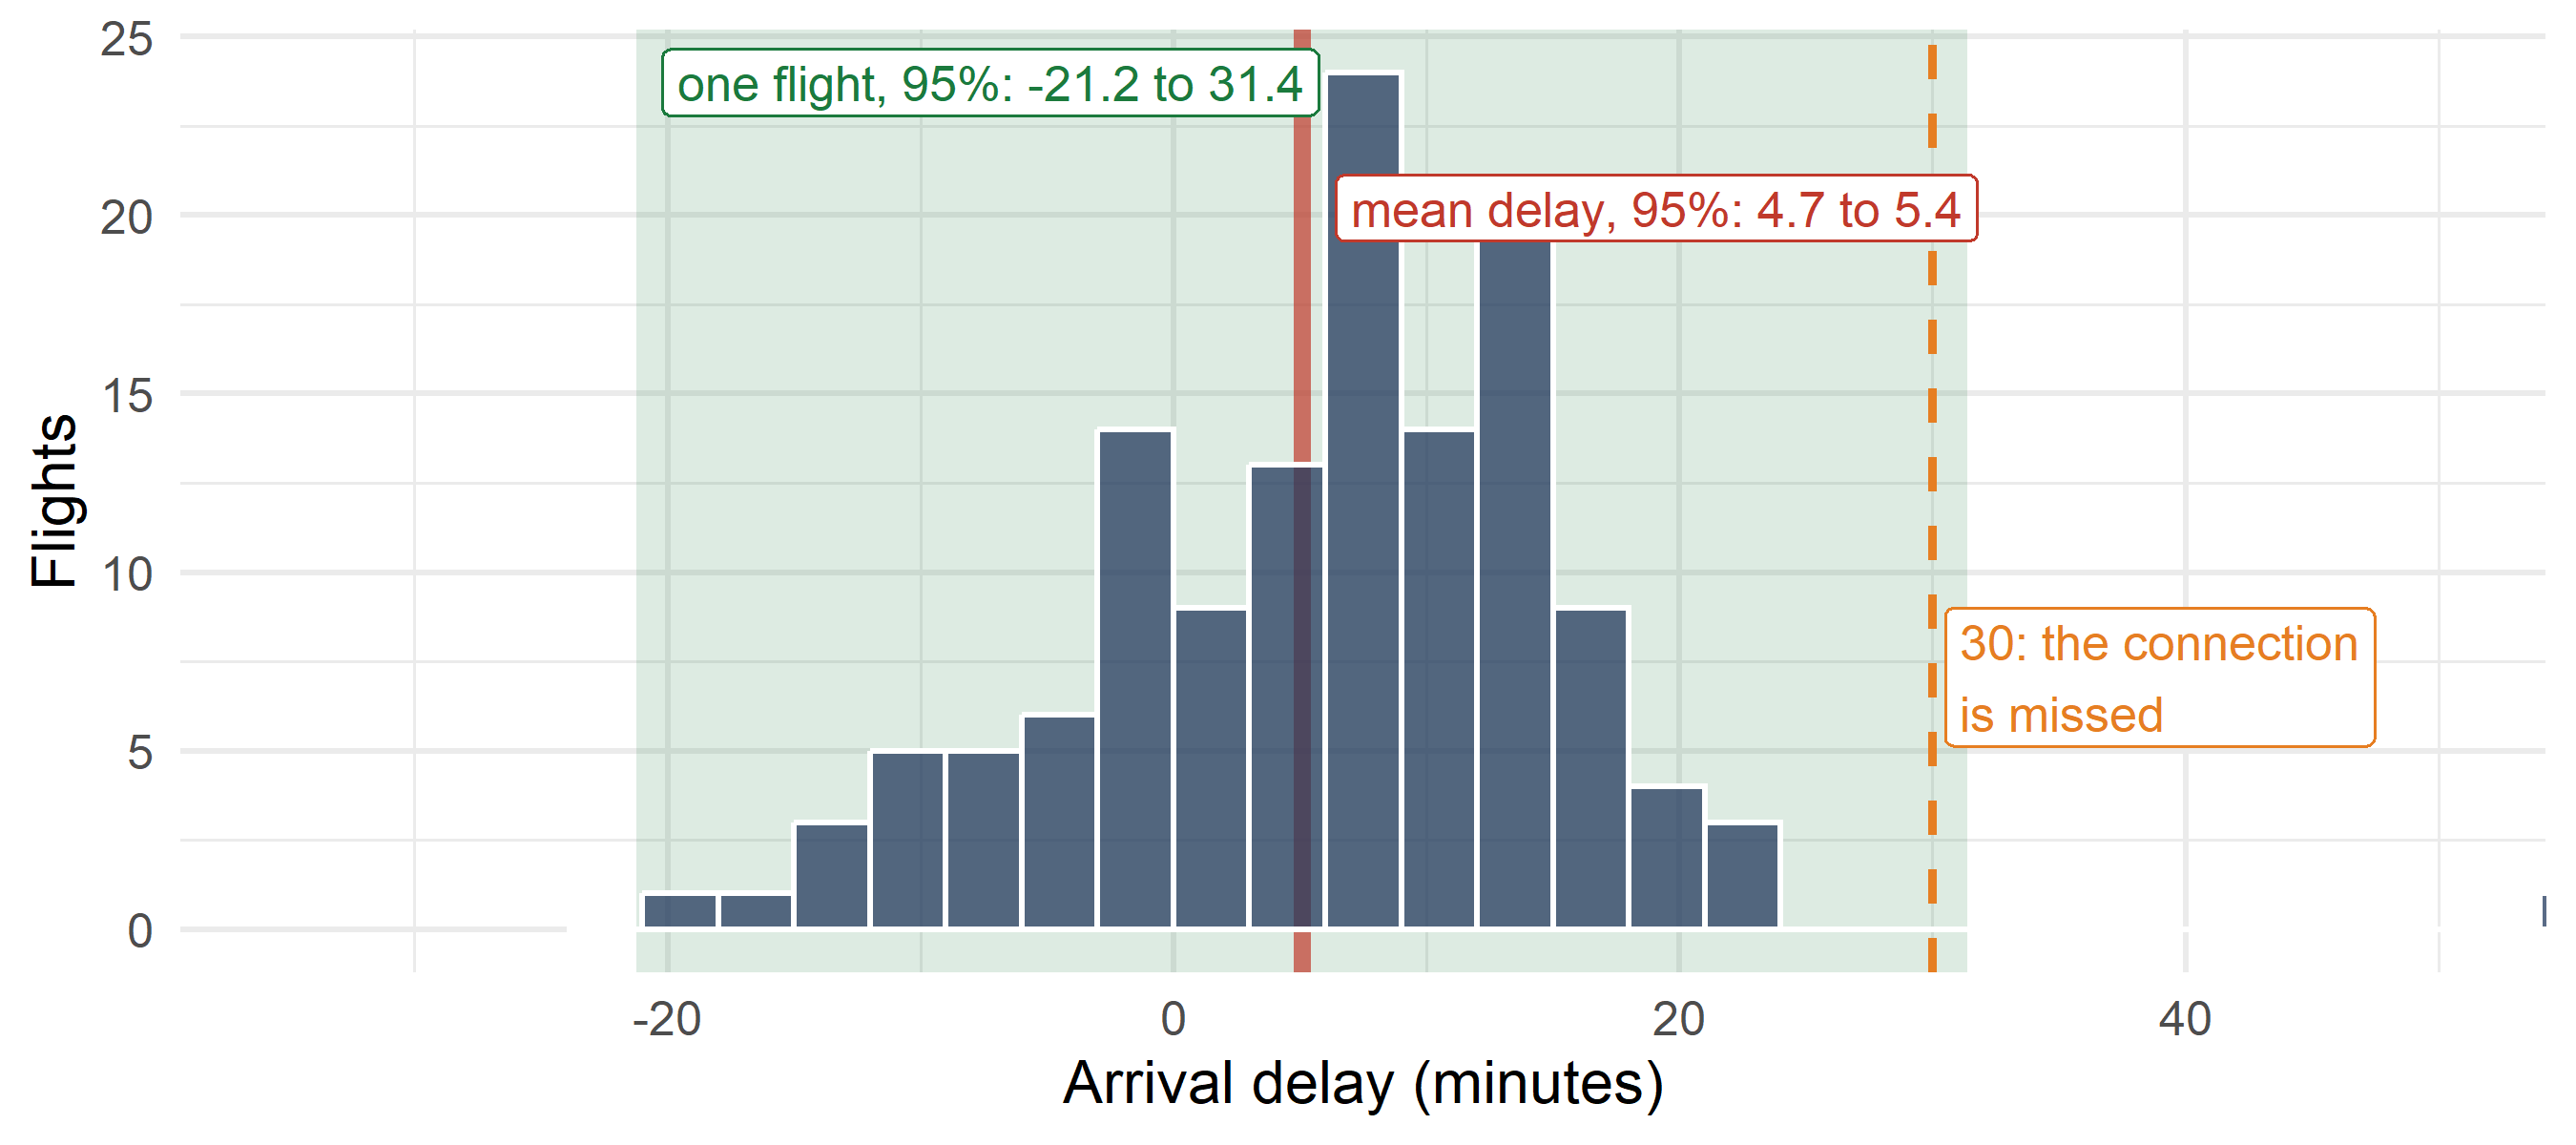 25
20
15
10
5
0
Flights
one flight, 95%: -21.2 to 31.4
mean delay, 95%: 4.7 to 5.4
30: the connection
is missed
-20 0 20 40
Arrival delay (minutes)